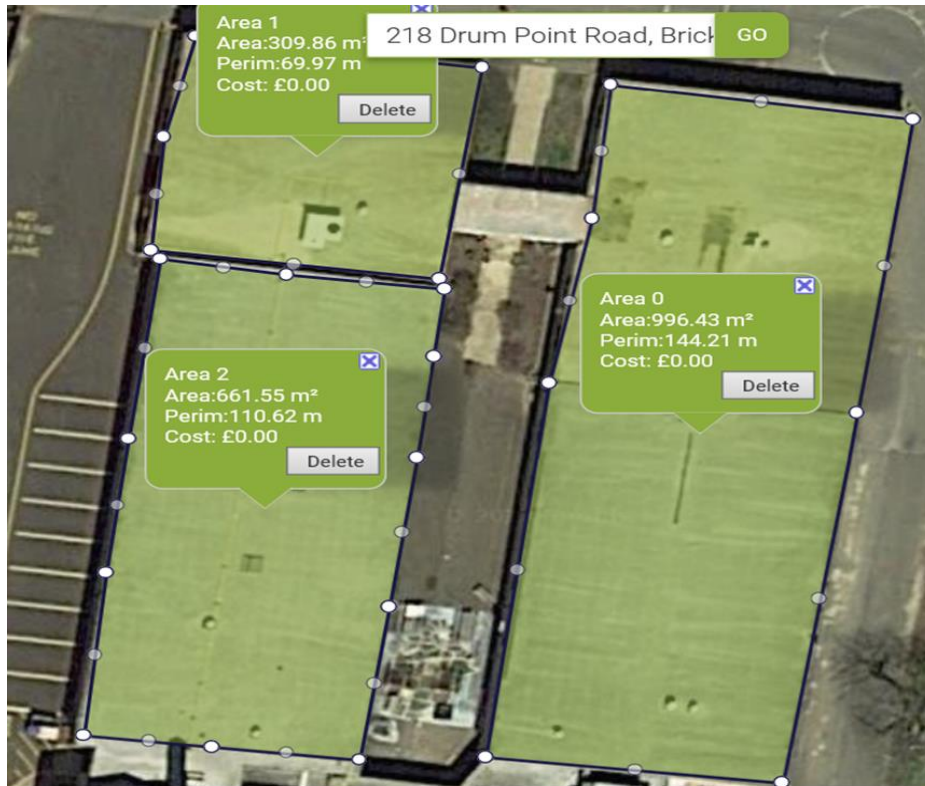 Area 1
Area:309.86 m²
Perim:69.97 m
Cost: £0.00
Delete
218 Drum Point Road, Brick
GO
Area 0
Area:996.43 m²
Perim:144.21 m
Cost: £0.00
Delete
Area 2
Area:661.55 m²
Perim:110.62 m
Cost: £0.00
Delete